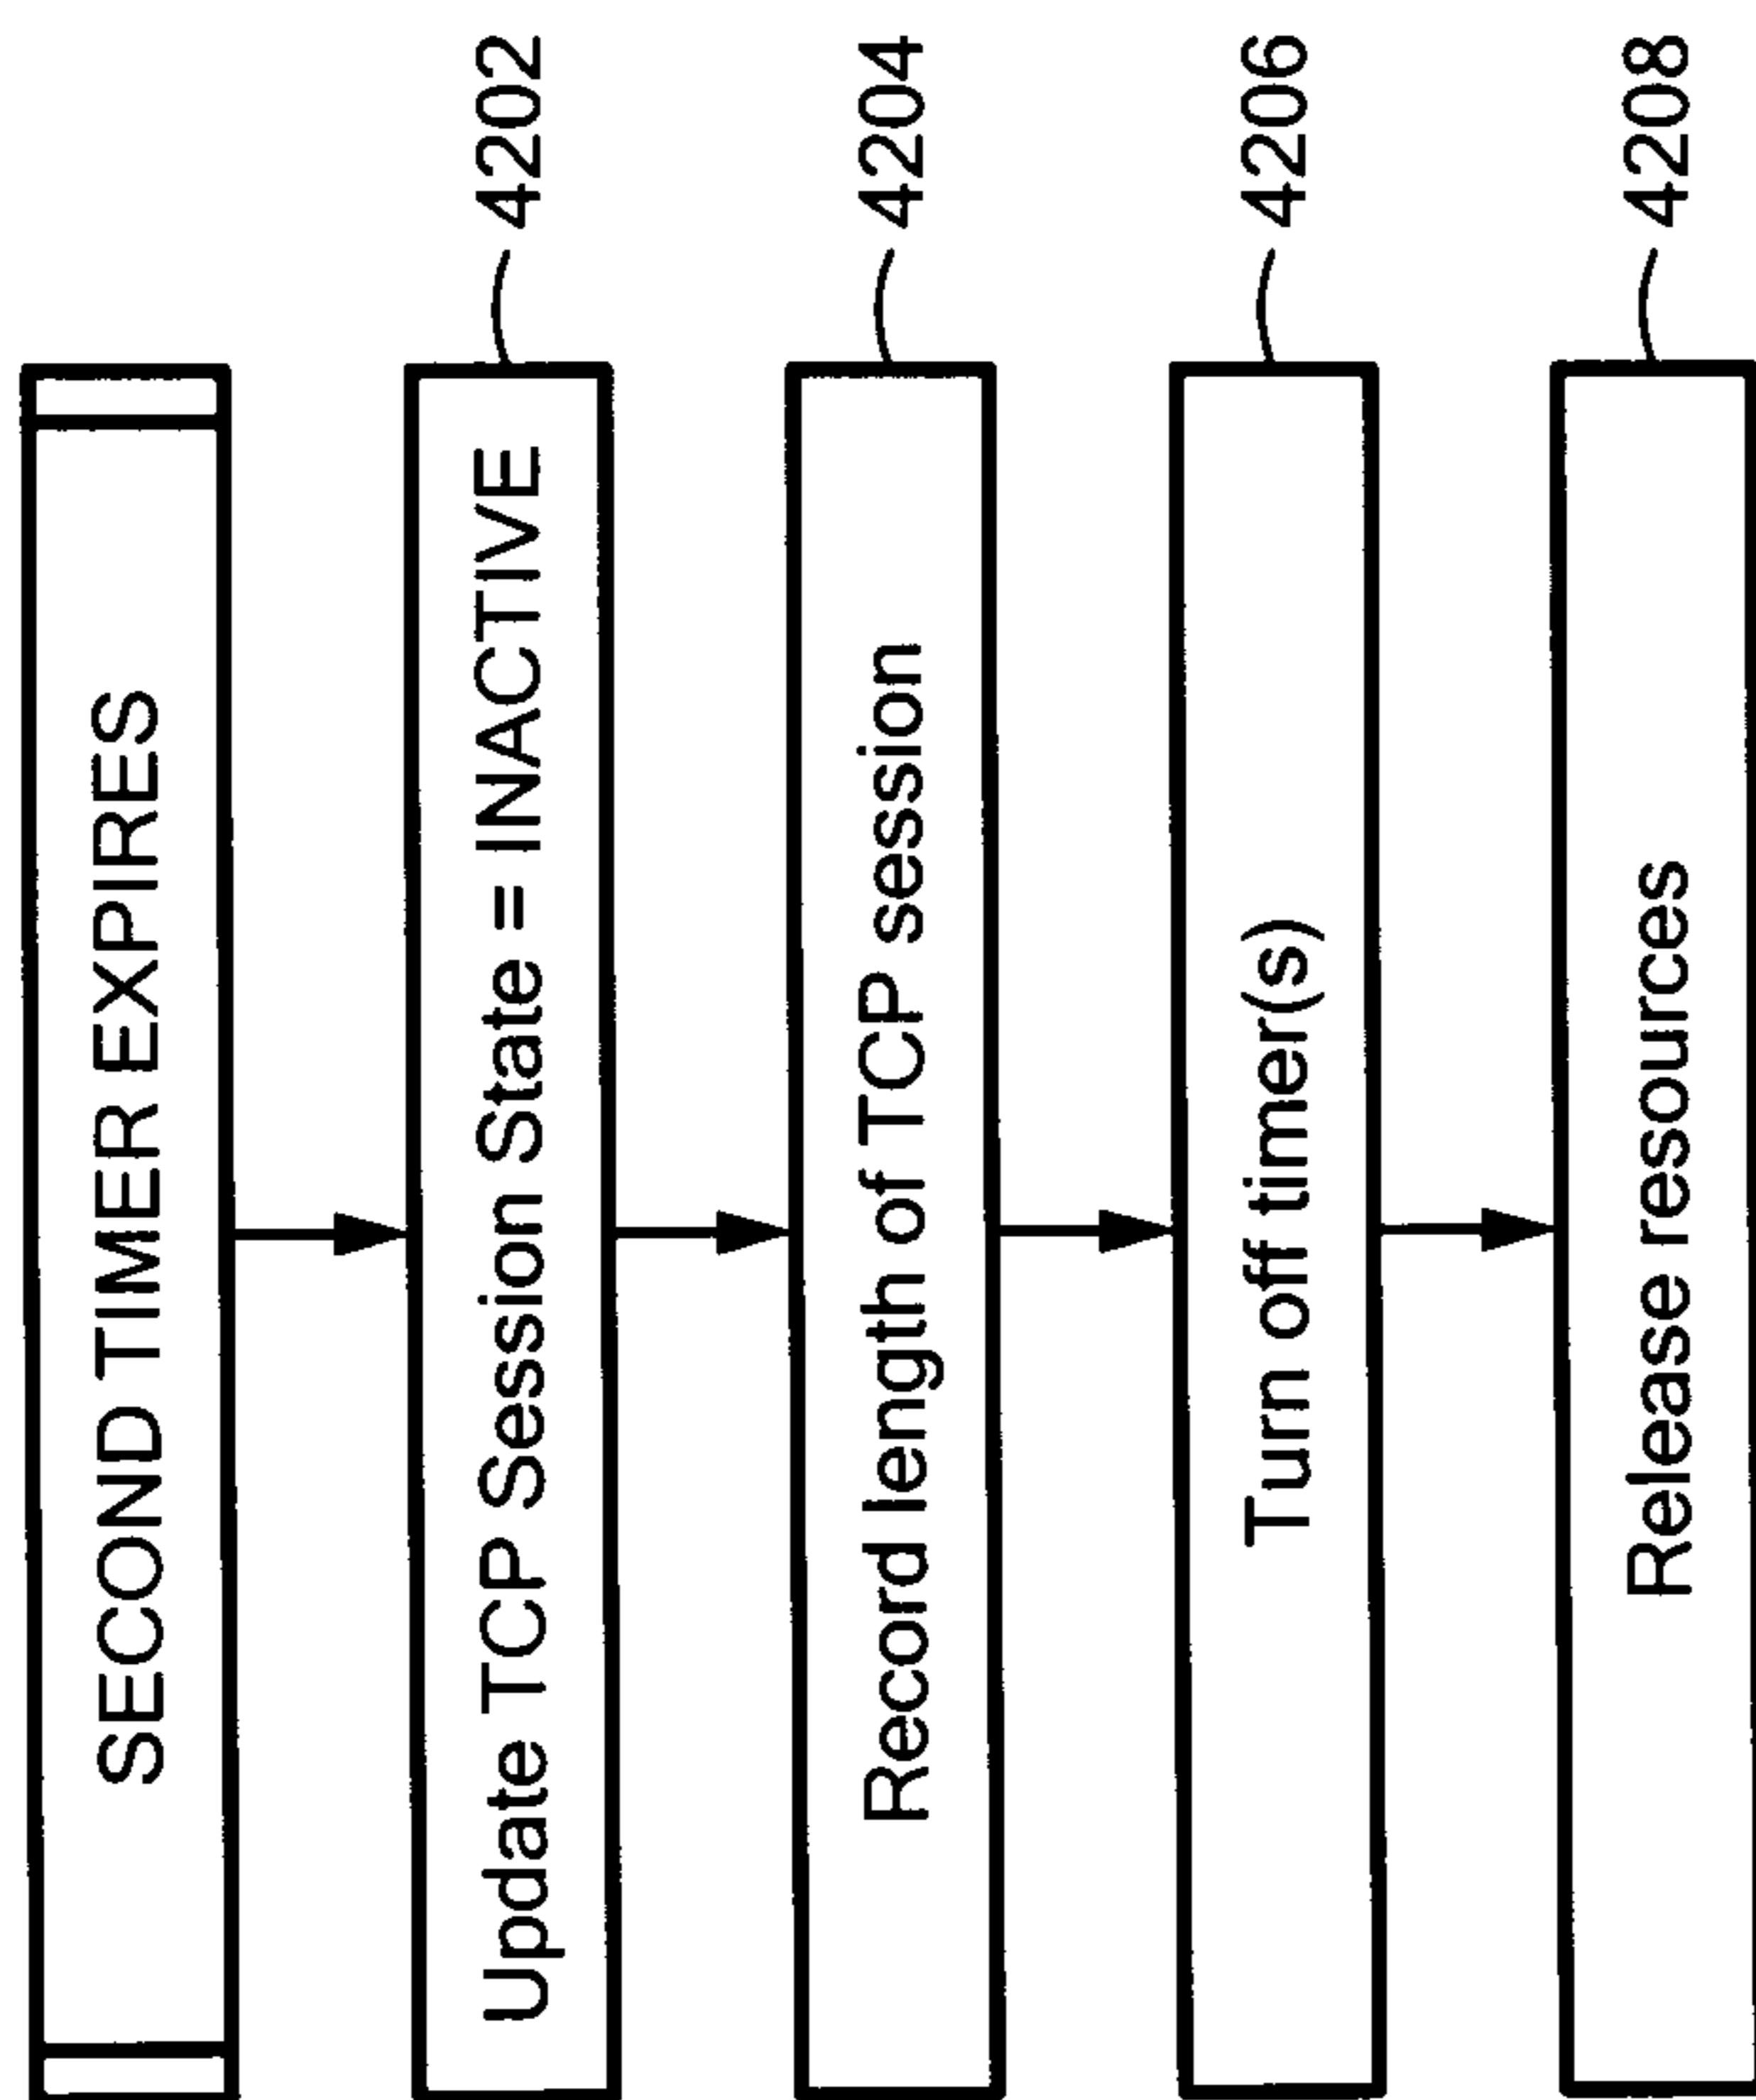 SECOND TIMER EXPIRES
Update TCP Session State = INACTIVE
4202
Record length of TCP session
4204
Turn off timer(s)
4206
Release resources
4208